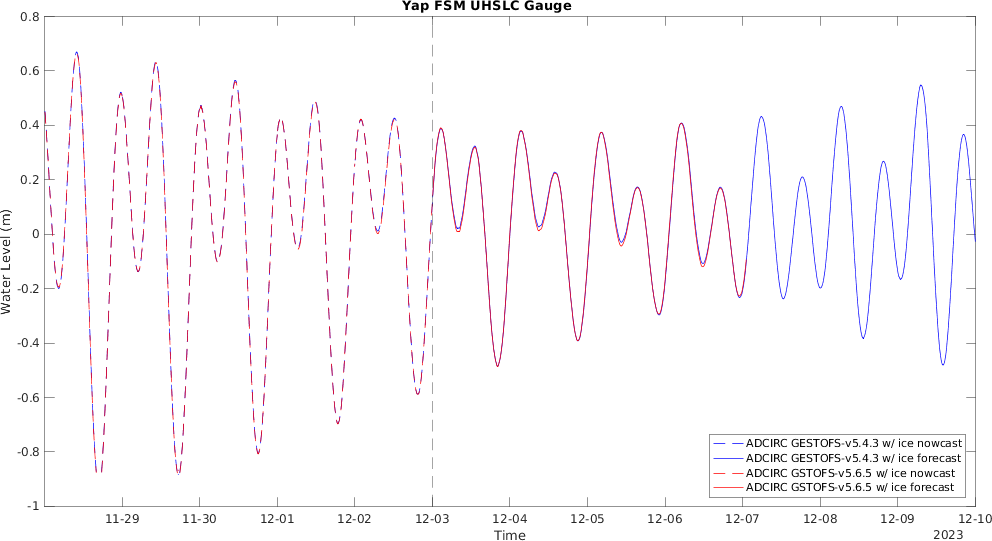 Yap FSM UHSLC Gauge
0.8
0.6
0.4
0.2
0
-0.2
-0.4
-0.6
-0.8
-1
Water Level (m)
ADCIRC GESTOFS-v5.4.3 w/ ice nowcast
ADCIRC GESTOFS-v5.4.3 w/ ice forecast
ADCIRC GSTOFS-v5.6.5 w/ ice nowcast
ADCIRC GSTOFS-v5.6.5 w/ ice forecast
11-29 11-30 12-01 12-02 12-03 12-04 12-05 12-06 12-07 12-08 12-09 12-10
Time
2023